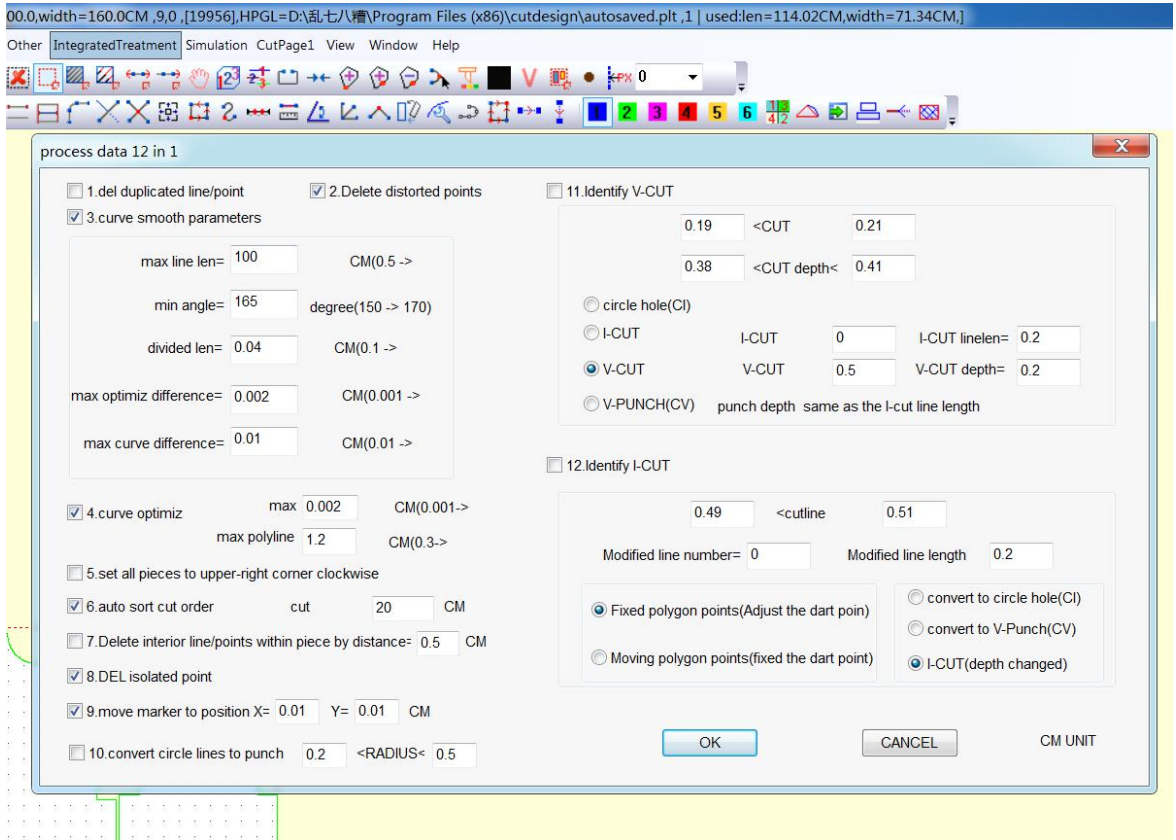 00.0,width=160.0CM ,9,0 ,[19956],HPGL=D:\乱七八糟\Program Files (x86)\cutdesign\autosaved.plt ,1 | used:len=114.02CM,width=71.34CM,]
Other IntegratedTreatment Simulation CutPage1 View Window Help
PX 0
1 2 3 4 5 6
process data 12 in 1
1.del duplicated line/point
2.Delete distorted points
3.curve smooth parameters
max line len= 100 CM(0.5 ->
min angle= 165 degree(150 -> 170)
divided len= 0.04 CM(0.1 ->
max optimiz difference= 0.002 CM(0.001 ->
max curve difference= 0.01 CM(0.01 ->
4.curve optimiz max 0.002 CM(0.001->
max polyline 1.2 CM(0.3->
5.set all pieces to upper-right corner clockwise
6.auto sort cut order cut 20 CM
7.Delete interior line/points within piece by distance= 0.5 CM
8.DEL isolated point
9.move marker to position X= 0.01 Y= 0.01 CM
10.convert circle lines to punch 0.2 <RADIUS< 0.5
11.Identify V-CUT
0.19 <CUT 0.21
0.38 <CUT depth< 0.41
circle hole(CI)
I-CUT I-CUT 0 I-CUT linelen= 0.2
V-CUT V-CUT 0.5 V-CUT depth= 0.2
V-PUNCH(CV) punch depth same as the I-cut line length
12.Identify I-CUT
0.49 <cutline 0.51
Modified line number= 0 Modified line length 0.2
Fixed polygon points(Adjust the dart poin)
Moving polygon points(fixed the dart point)
convert to circle hole(CI)
convert to V-Punch(CV)
I-CUT(depth changed)
OK CANCEL CM UNIT